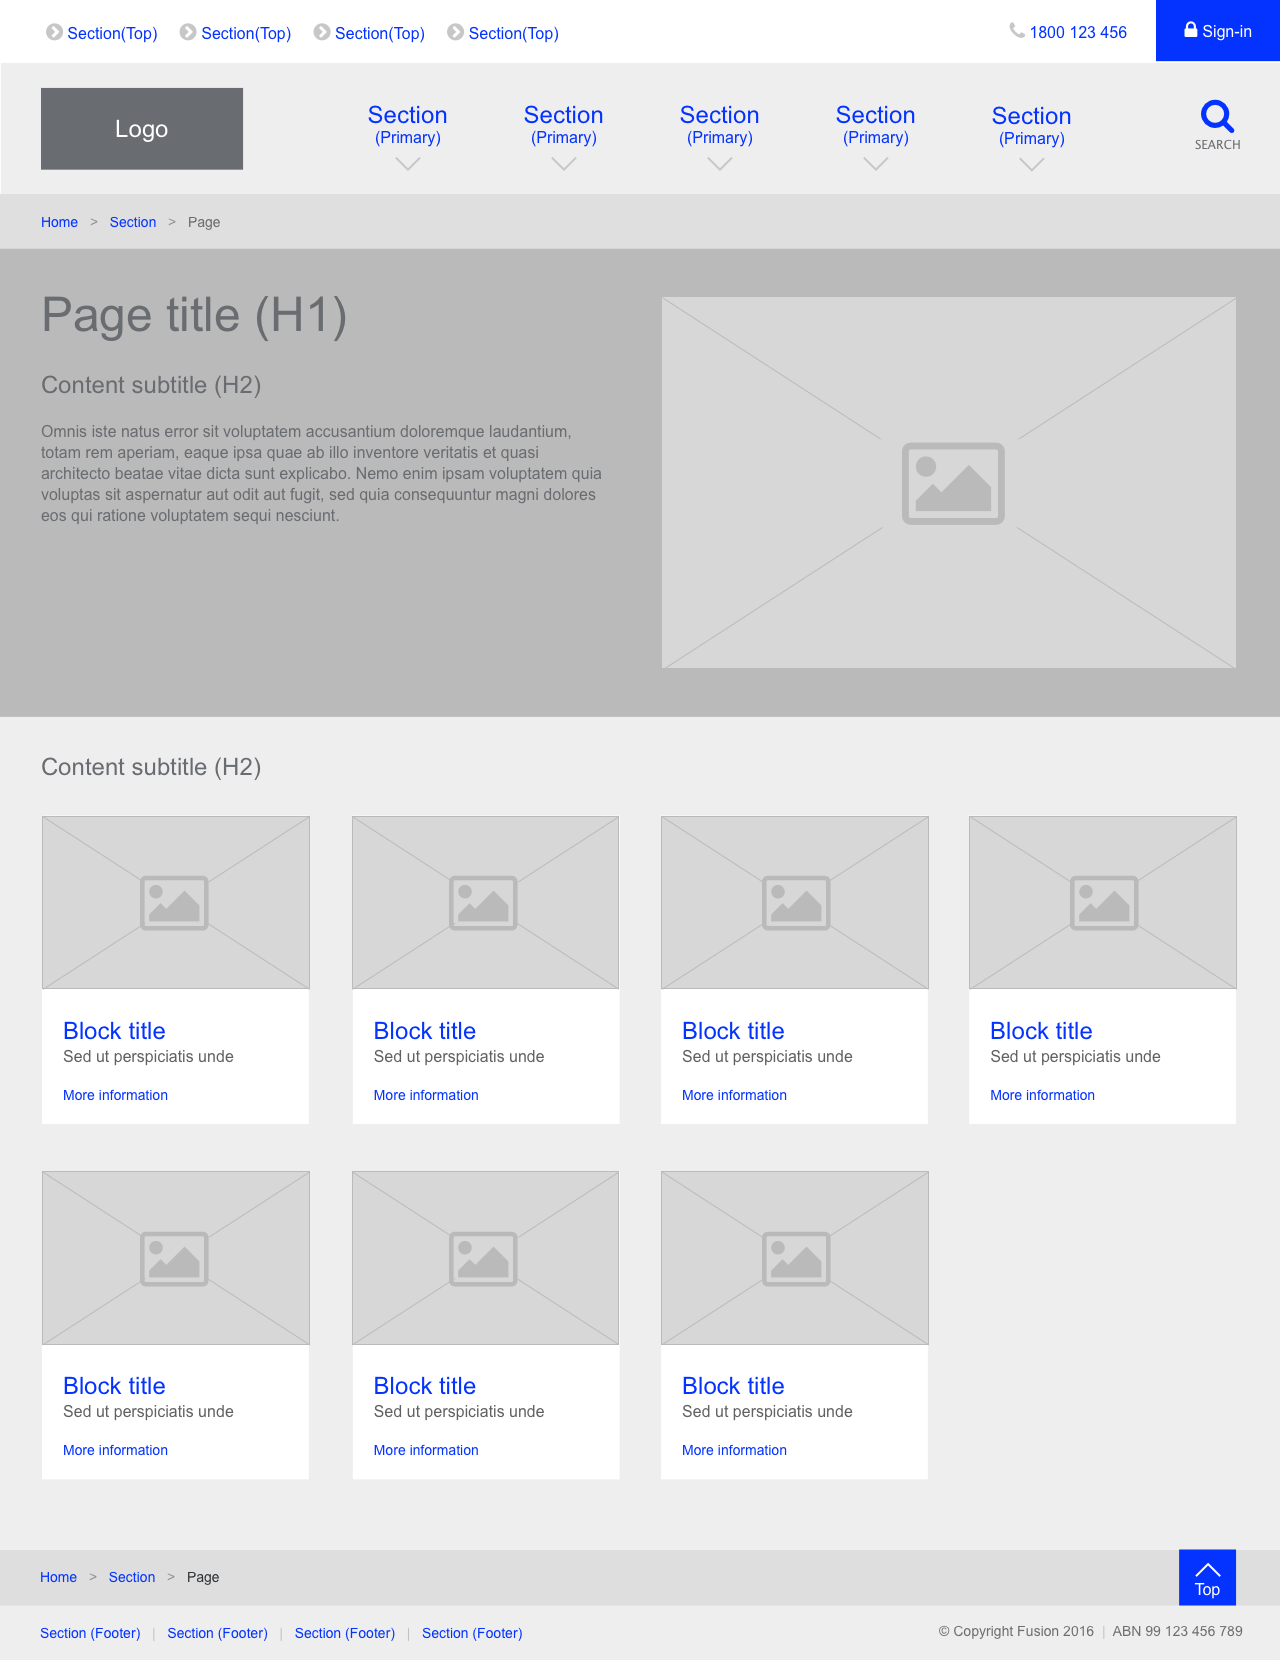 Section(Top) Section(Top) Section(Top) Section(Top) 1800 123 456 Sign-in
Logo
Section Section Section Section Section
(Primary) (Primary) (Primary) (Primary) (Primary)
SEARCH
Home > Section > Page
Page title (H1)
Content subtitle (H2)
Omnis iste natus error sit voluptatem accusantium doloremque laudantium,
totam rem aperiam, eaque ipsa quae ab illo inventore veritatis et quasi
architecto beatae vitae dicta sunt explicabo. Nemo enim ipsam voluptatem quia
voluptas sit aspernatur aut odit aut fugit, sed quia consequuntur magni dolores
eos qui ratione voluptatem sequi nesciunt.
Content subtitle (H2)
Block title Block title Block title Block title
Sed ut perspiciatis unde Sed ut perspiciatis unde Sed ut perspiciatis unde Sed ut perspiciatis unde
More information More information More information More information
Block title Block title Block title
Sed ut perspiciatis unde Sed ut perspiciatis unde Sed ut perspiciatis unde
More information More information More information
Home > Section > Page
Top
Section (Footer) | Section (Footer) | Section (Footer) | Section (Footer)
© Copyright Fusion 2016 | ABN 99 123 456 789